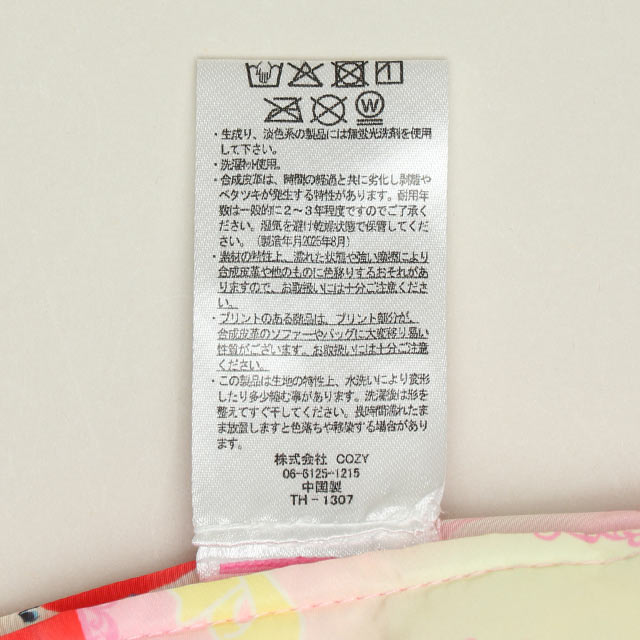 W
・生成り、淡色系の製品には無蛍光洗剤を使用
して下さい。
・洗濯ネット使用。
・合成皮革は、時間の経過と共に劣化し剥離や
ベタツキが発生する特性があります。耐用年
数は一般的に2〜3年程度ですのでご了承く
ださい。湿気を避け乾燥状態で保管してくだ
さい。（製造年月2025年8月）
・素材の特性上、濡れた状態や強い摩擦により
合成皮革や他のものに色移りするおそれがあ
りますので、お取扱いには十分ご注意くださ
い。
・プリントのある商品は、プリント部分が、
合成皮革のソファーやバッグに大変移り易い
性質がございます。お取扱いには十分ご注意
ください。
・この製品は生地の特性上、水洗いにより変形
したり多少縮む事があります。洗濯後は形を
整えてすぐ干してください。長時間濡れたま
ま放置しますと色落ちや移染する場合があり
ます。
株式会社 COZY
06-6125-1215
中国製
TH-1307